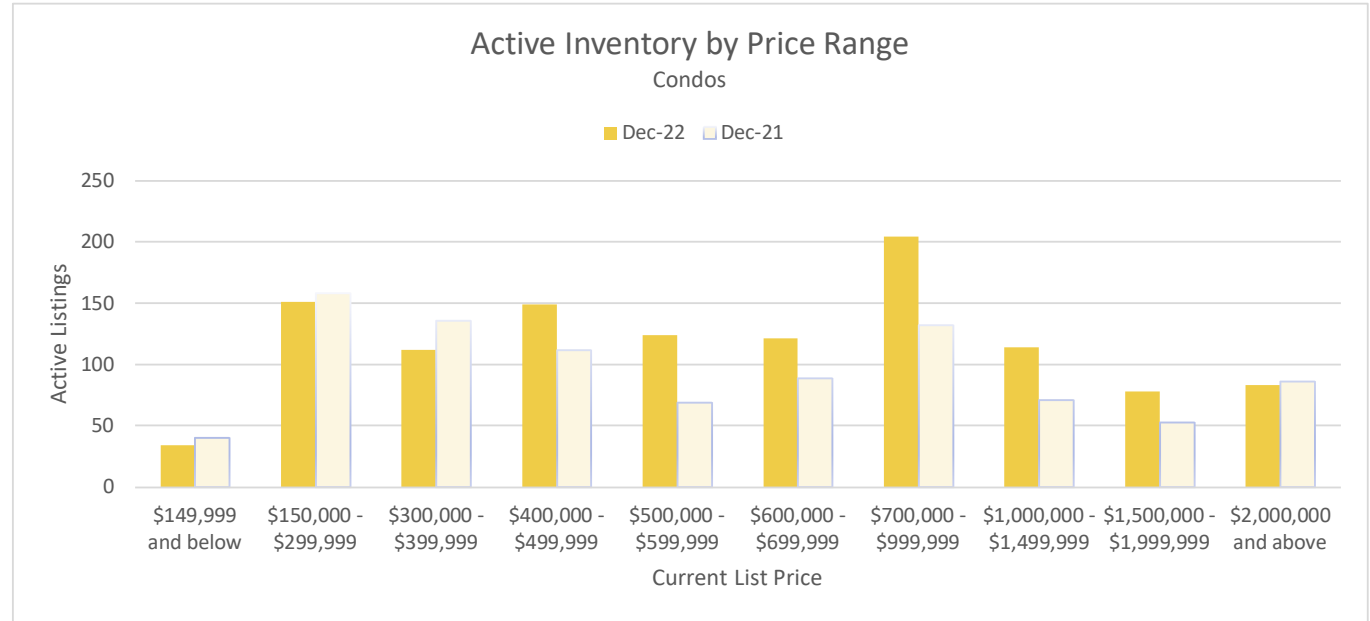 Active Inventory by Price Range
Condos
Dec-22 Dec-21
250
200
150
100
50
0
Active Listings
$149,999 $150,000 - $300,000 - $400,000 - $500,000 - $600,000 - $700,000 - $1,000,000 - $1,500,000 - $2,000,000
and below $299,999 $399,999 $499,999 $599,999 $699,999 $999,999 $1,499,999 $1,999,999 and above
Current List Price